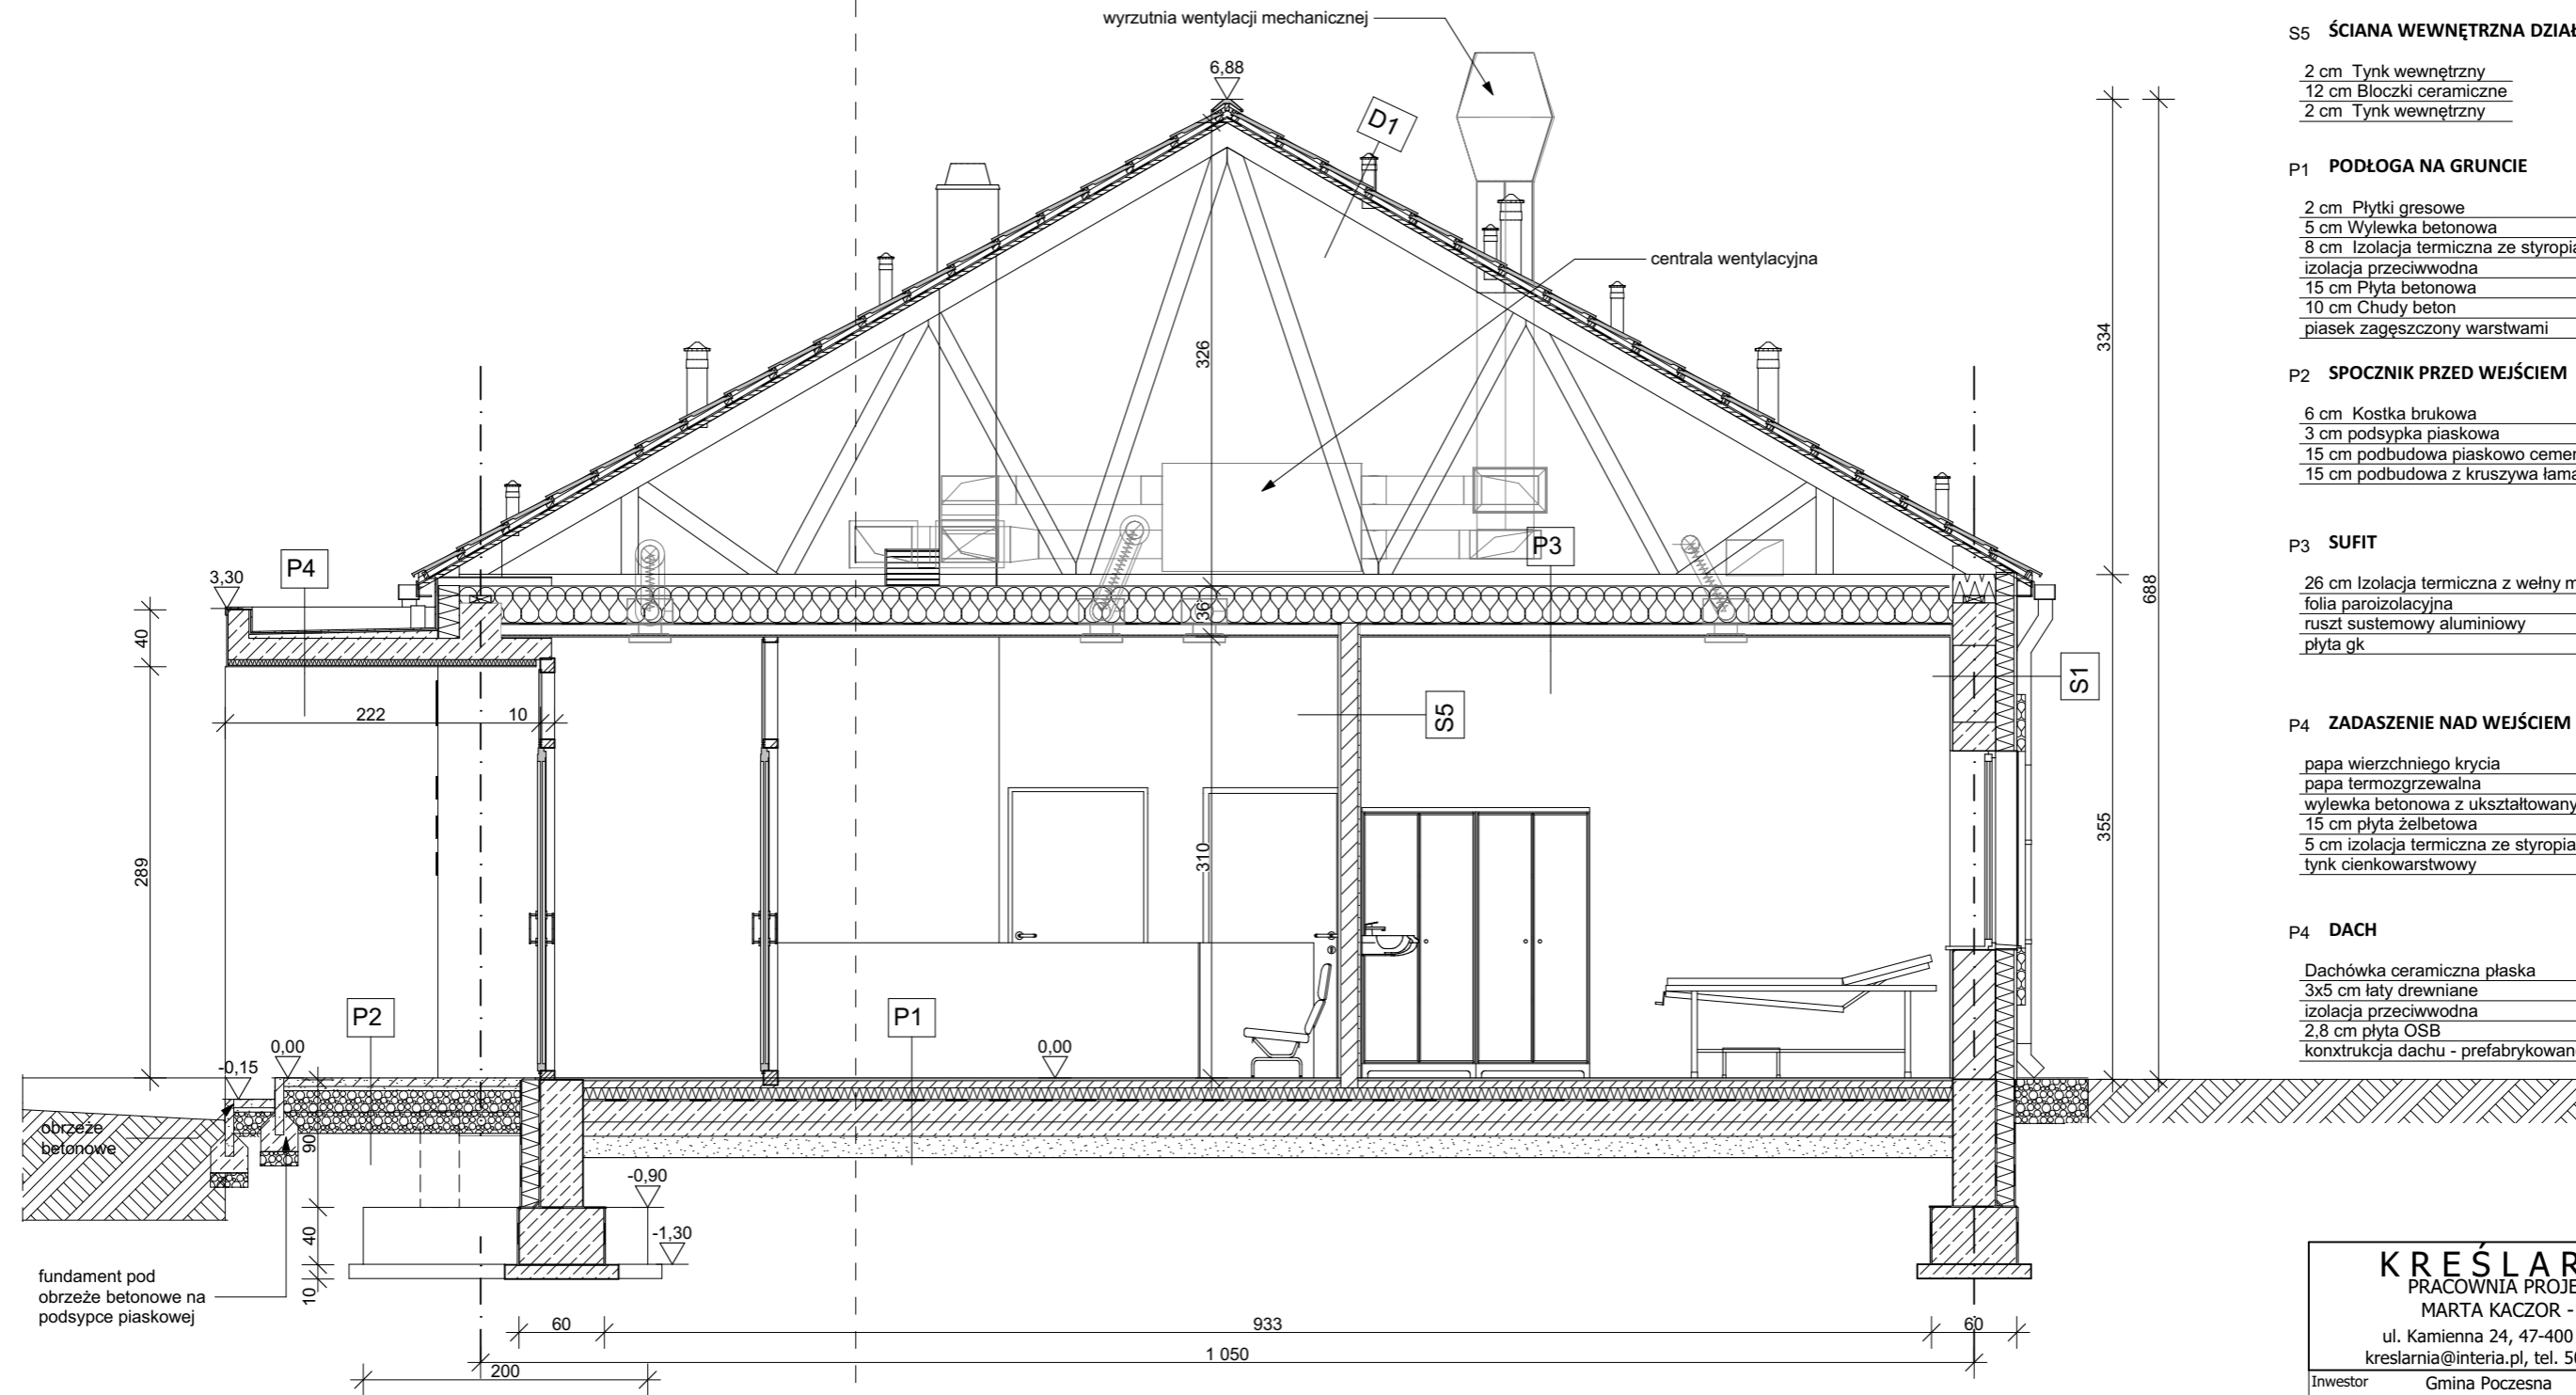 wyrzutnia wentylacji mechanicznej
6,88
D1
centrala wentylacyjna
326
334
688
P3
P4
3,30
40
36
S1
222
10
S5
355
289
310
P2
P1
0,00
0,00
-0,15
obrzeże
betonowe
90
-0,90
40
-1,30
10
fundament pod
obrzeże betonowe na
podsypce piaskowej
60
933
60
1 050
200
S5 ŚCIANA WEWNĘTRZNA DZIAŁ
2 cm Tynk wewnętrzny
12 cm Bloczki ceramiczne
2 cm Tynk wewnętrzny
P1 PODŁOGA NA GRUNCIE
2 cm Płytki gresowe
5 cm Wylewka betonowa
8 cm Izolacja termiczna ze styropia
izolacja przeciwwodna
15 cm Płyta betonowa
10 cm Chudy beton
piasek zagęszczony warstwami
P2 SPOCZNIK PRZED WEJŚCIEM
6 cm Kostka brukowa
3 cm podsypka piaskowa
15 cm podbudowa piaskowo cemen
15 cm podbudowa z kruszywa łama
P3 SUFIT
26 cm Izolacja termiczna z wełny m
folia paroizolacyjna
ruszt sustemowy aluminiowy
płyta gk
P4 ZADASZENIE NAD WEJŚCIEM
papa wierzchniego krycia
papa termozgrzewalna
wylewka betonowa z ukształtowany
15 cm płyta żelbetowa
5 cm izolacja termiczna ze styropia
tynk cienkowarstwowy
P4 DACH
Dachówka ceramiczna płaska
3x5 cm łaty drewniane
izolacja przeciwwodna
2,8 cm płyta OSB
konxtrukcja dachu - prefabrykowan
KREŚLAR
PRACOWNIA PROJE
MARTA KACZOR -
ul. Kamienna 24, 47-400
kreslarnia@interia.pl, tel. 50
Inwestor Gmina Poczesna